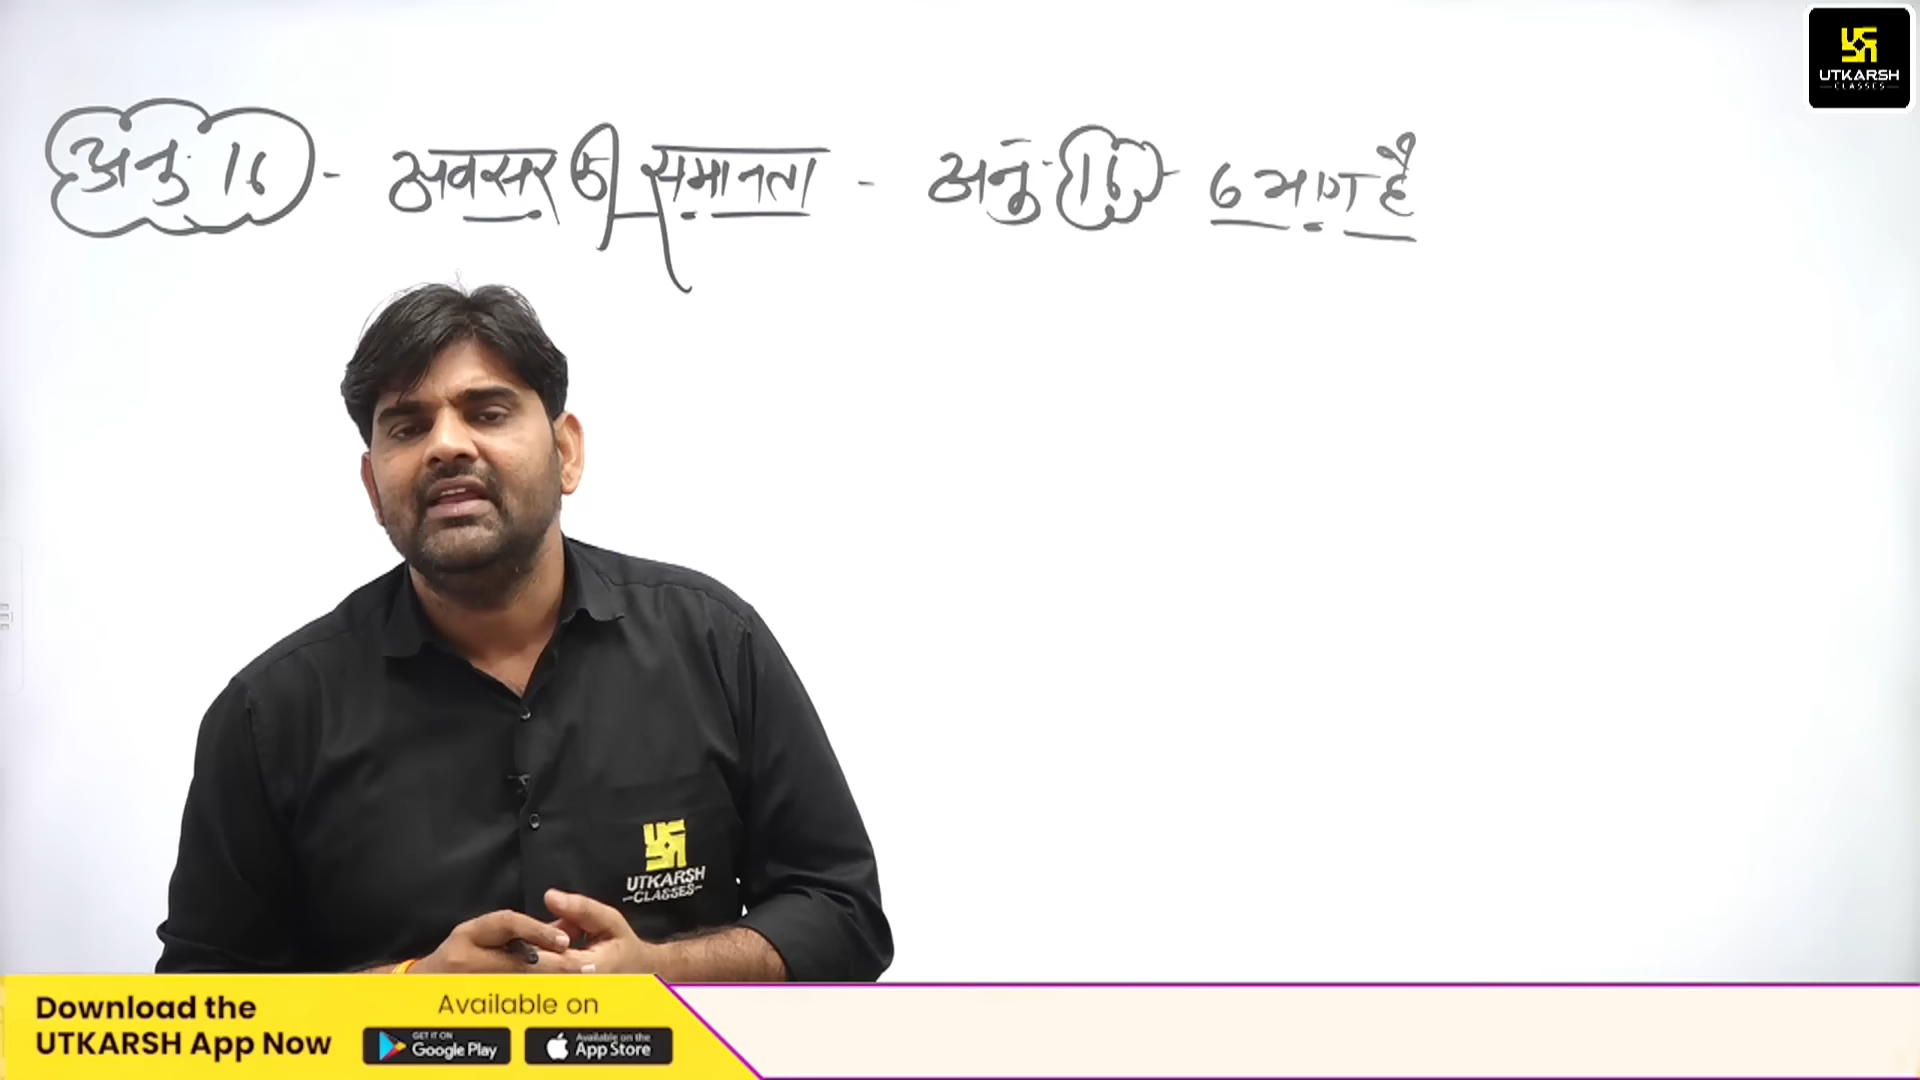 अनु. 16 - अवसर की समानता - अनु. 16 - 6 भाग है
UTKARSH
CLASSES
UTKARSH
CLASSES
Download the
UTKARSH App Now
Available on
GET IT ON
Google Play
Available on the
App Store